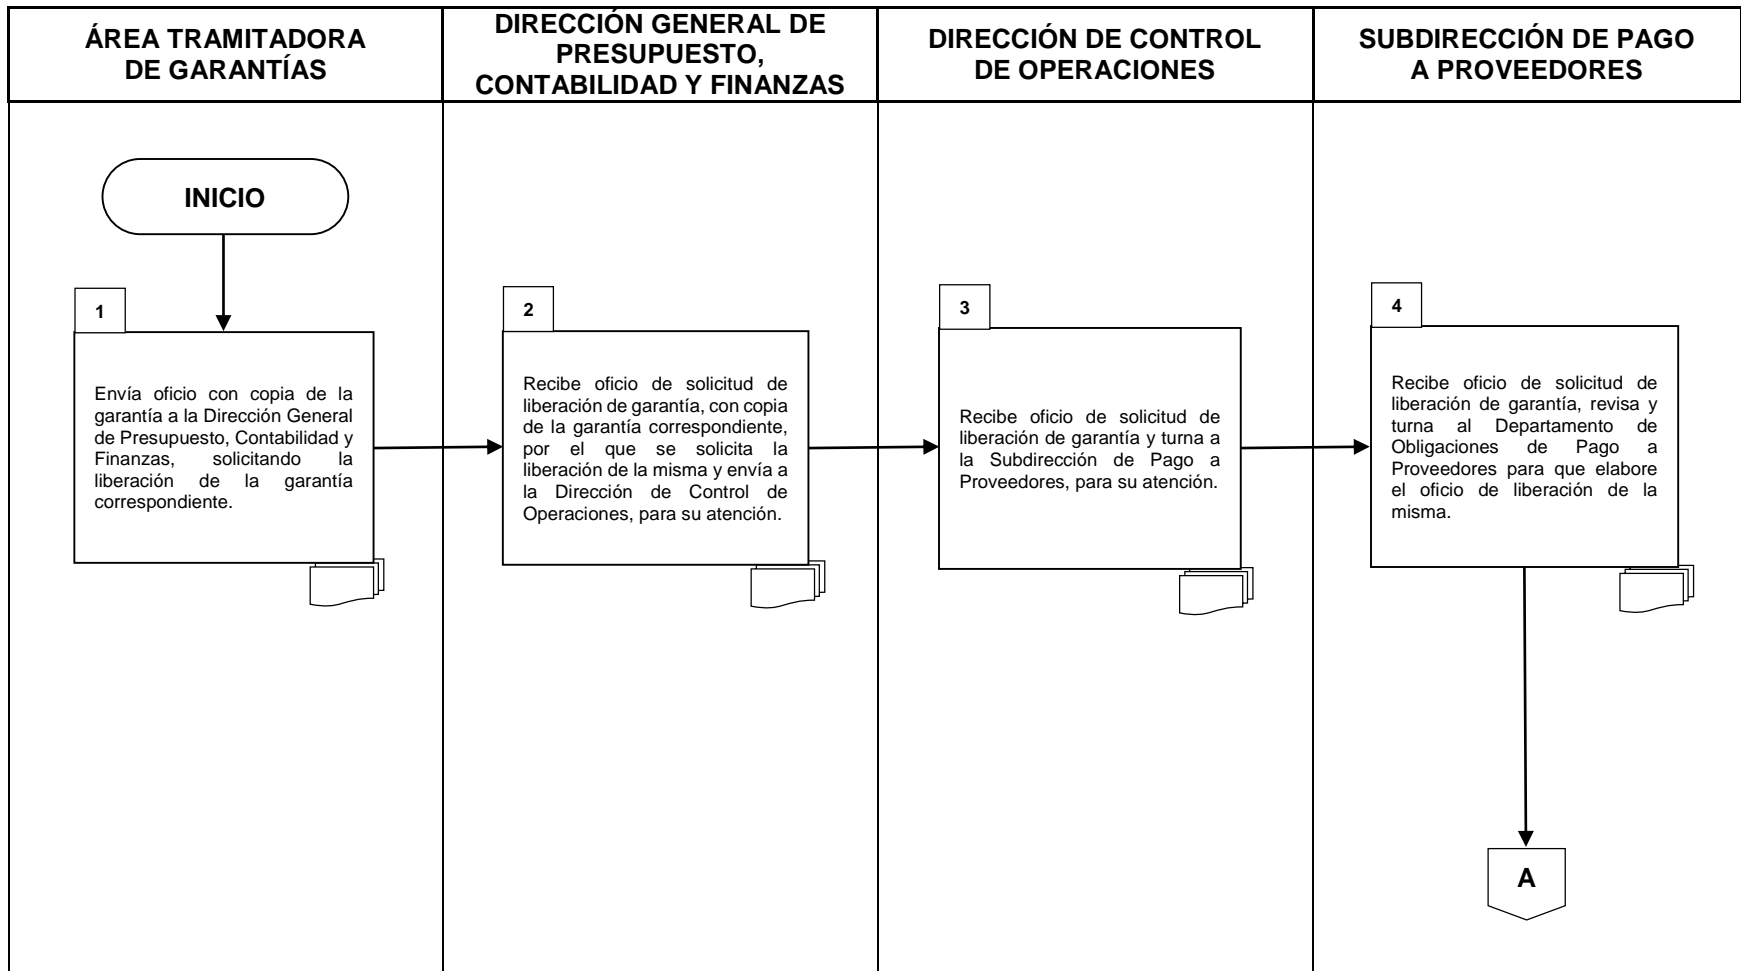 ÁREA TRAMITADORA
DE GARANTÍAS
DIRECCIÓN GENERAL DE
PRESUPUESTO,
CONTABILIDAD Y FINANZAS
DIRECCIÓN DE CONTROL
DE OPERACIONES
SUBDIRECCIÓN DE PAGO
A PROVEEDORES
INICIO
1
Envía oficio con copia de la
garantía a la Dirección General
de Presupuesto, Contabilidad y
Finanzas, solicitando la
liberación de la garantía
correspondiente.
2
Recibe oficio de solicitud de
liberación de garantía, con copia
de la garantía correspondiente,
por el que se solicita la
liberación de la misma y envía a
la Dirección de Control de
Operaciones, para su atención.
3
Recibe oficio de solicitud de
liberación de garantía y turna a
la Subdirección de Pago a
Proveedores, para su atención.
4
Recibe oficio de solicitud de
liberación de garantía, revisa y
turna al Departamento de
Obligaciones de Pago a
Proveedores para que elabore
el oficio de liberación de la
misma.
A